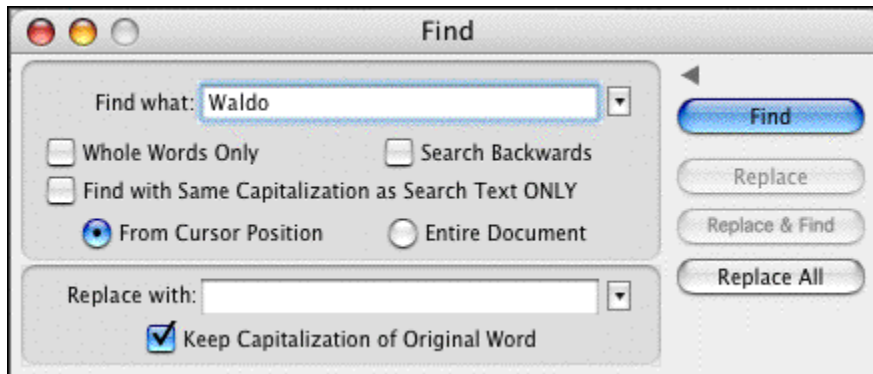 Find
Find what: Waldo
Find
Whole Words Only Search Backwards
Replace
Find with Same Capitalization as Search Text ONLY
From Cursor Position Entire Document
Replace & Find
Replace All
Replace with:
Keep Capitalization of Original Word